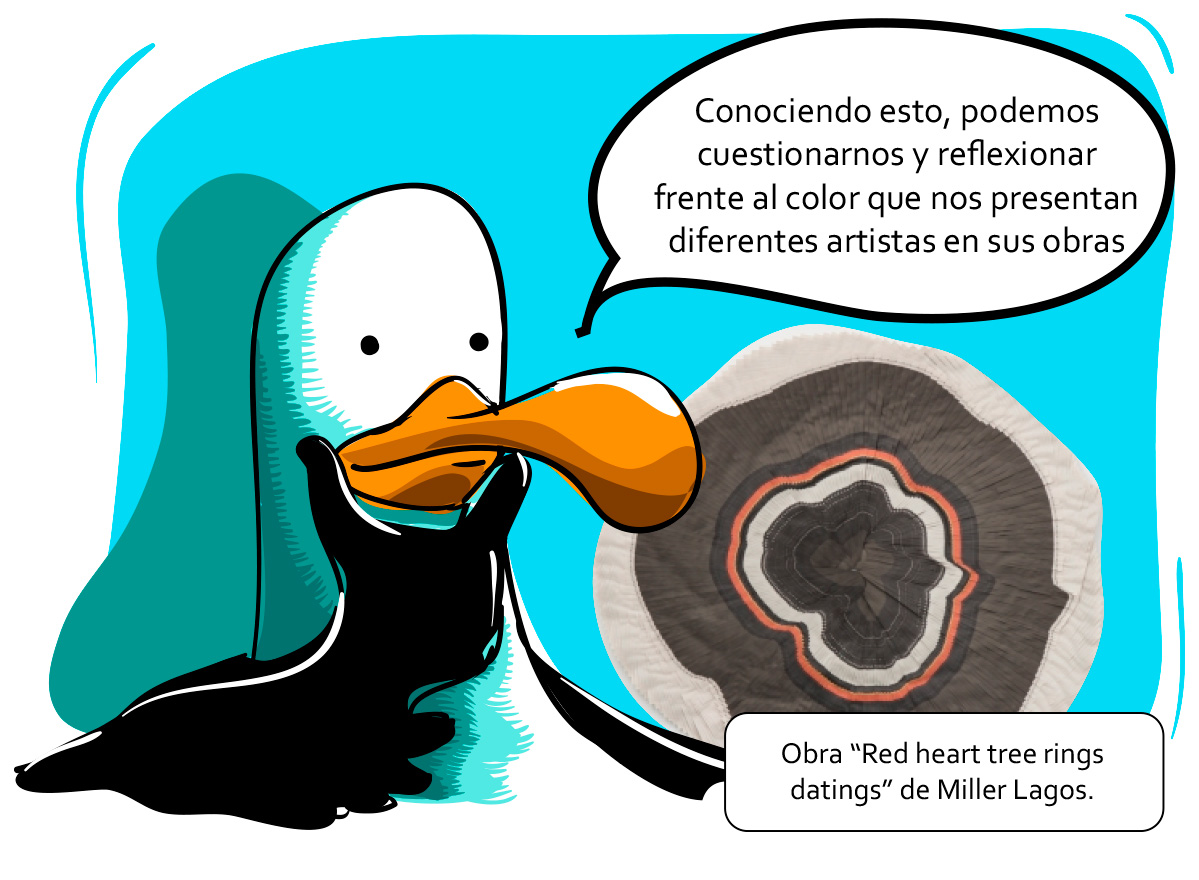 Conociendo esto, podemos
cuestionarnos y reflexionar
frente al color que nos presentan
diferentes artistas en sus obras
Obra “Red heart tree rings
datings” de Miller Lagos.